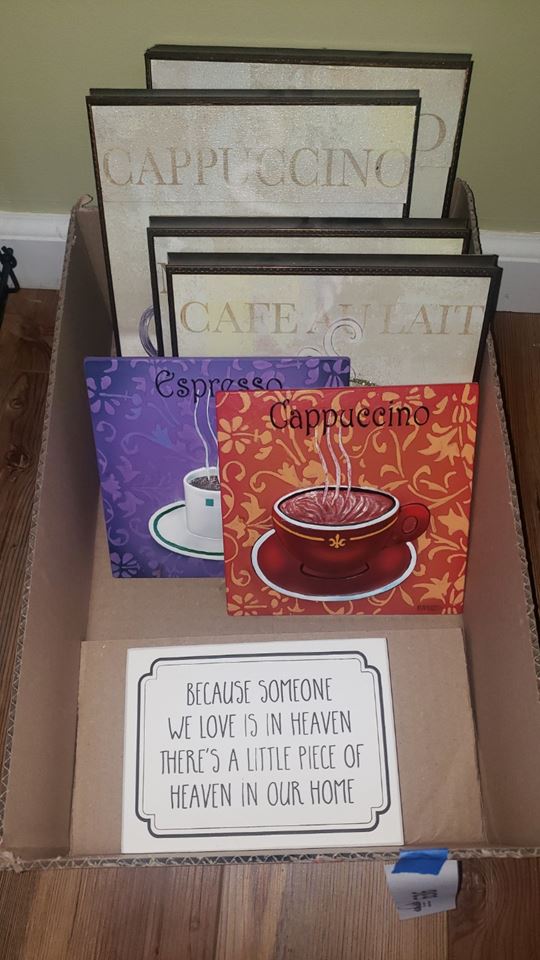 CAPPUCCINO
CAFE AU LAIT
Espresso
Cappuccino
BECAUSE SOMEONE
WE LOVE IS IN HEAVEN
THERE'S A LITTLE PIECE OF
HEAVEN IN OUR HOME